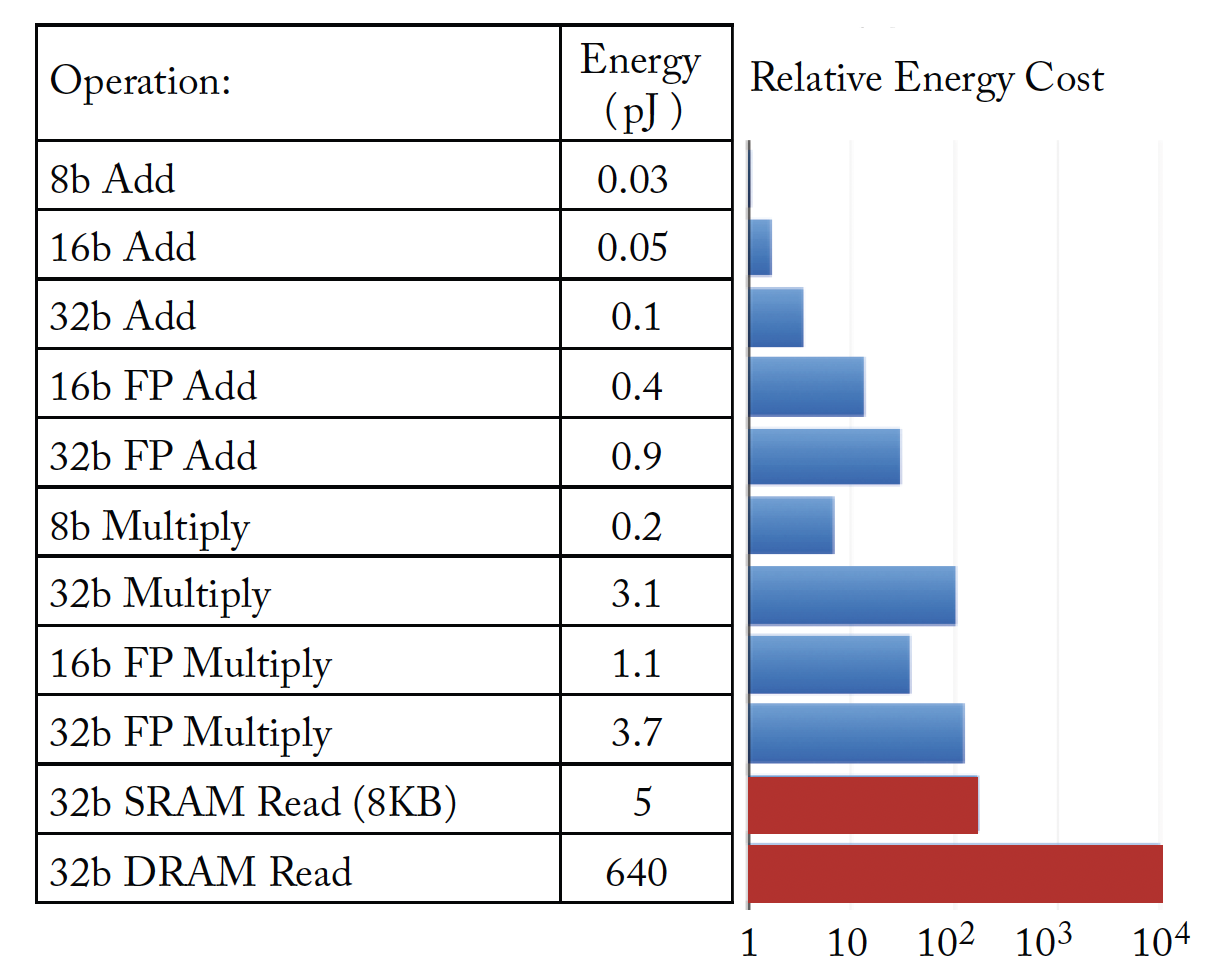 Operation:
Energy
(pJ)
Relative Energy Cost
8b Add 0.03
16b Add 0.05
32b Add 0.1
16b FP Add 0.4
32b FP Add 0.9
8b Multiply 0.2
32b Multiply 3.1
16b FP Multiply 1.1
32b FP Multiply 3.7
32b SRAM Read (8KB) 5
32b DRAM Read 640
1 10 10² 10³ 10⁴